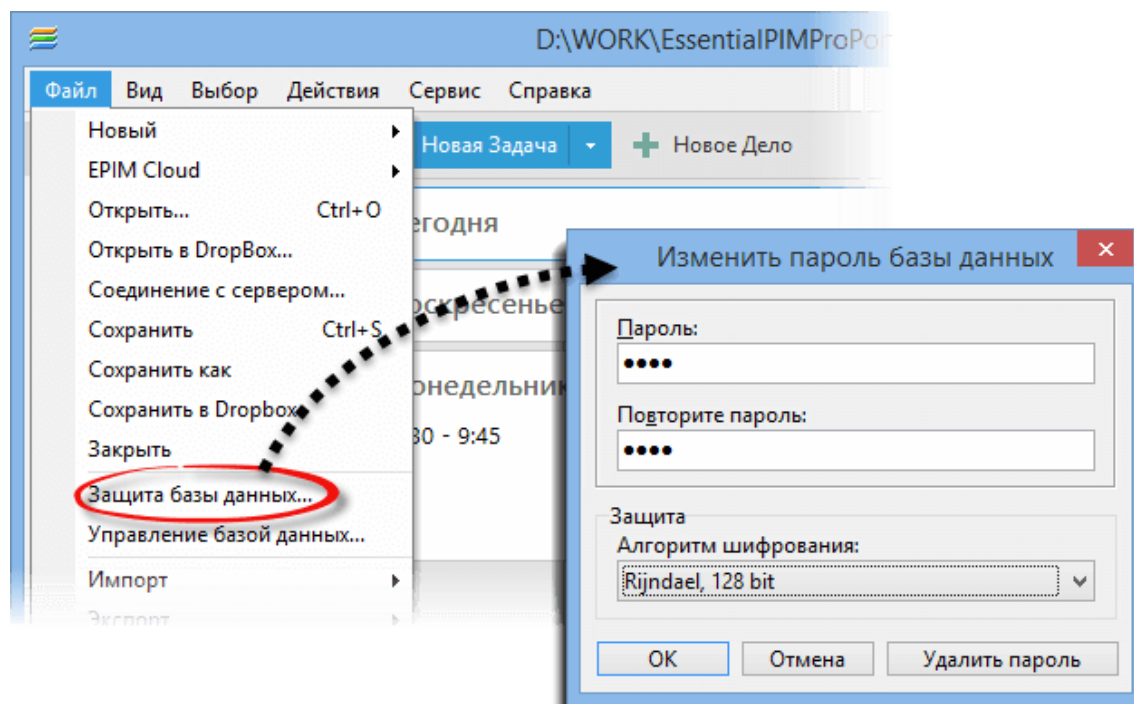 D:\WORK\EssentialPIMProPor
Файл Вид Выбор Действия Сервис Справка
Новый
EPIM Cloud
Открыть... Ctrl+O
Открыть в DropBox...
Соединение с сервером...
Сохранить Ctrl+S
Сохранить как
Сохранить в Dropbox
Закрыть
Защита базы данных...
Управление базой данных...
Импорт
Экспорт
Новая Задача
Новое Дело
егодня
оскресенье
онедельник
30 - 9:45
Изменить пароль базы данных
Пароль:
••••
Повторите пароль:
••••
Защита
Алгоритм шифрования:
Rijndael, 128 bit
OK Отмена Удалить пароль